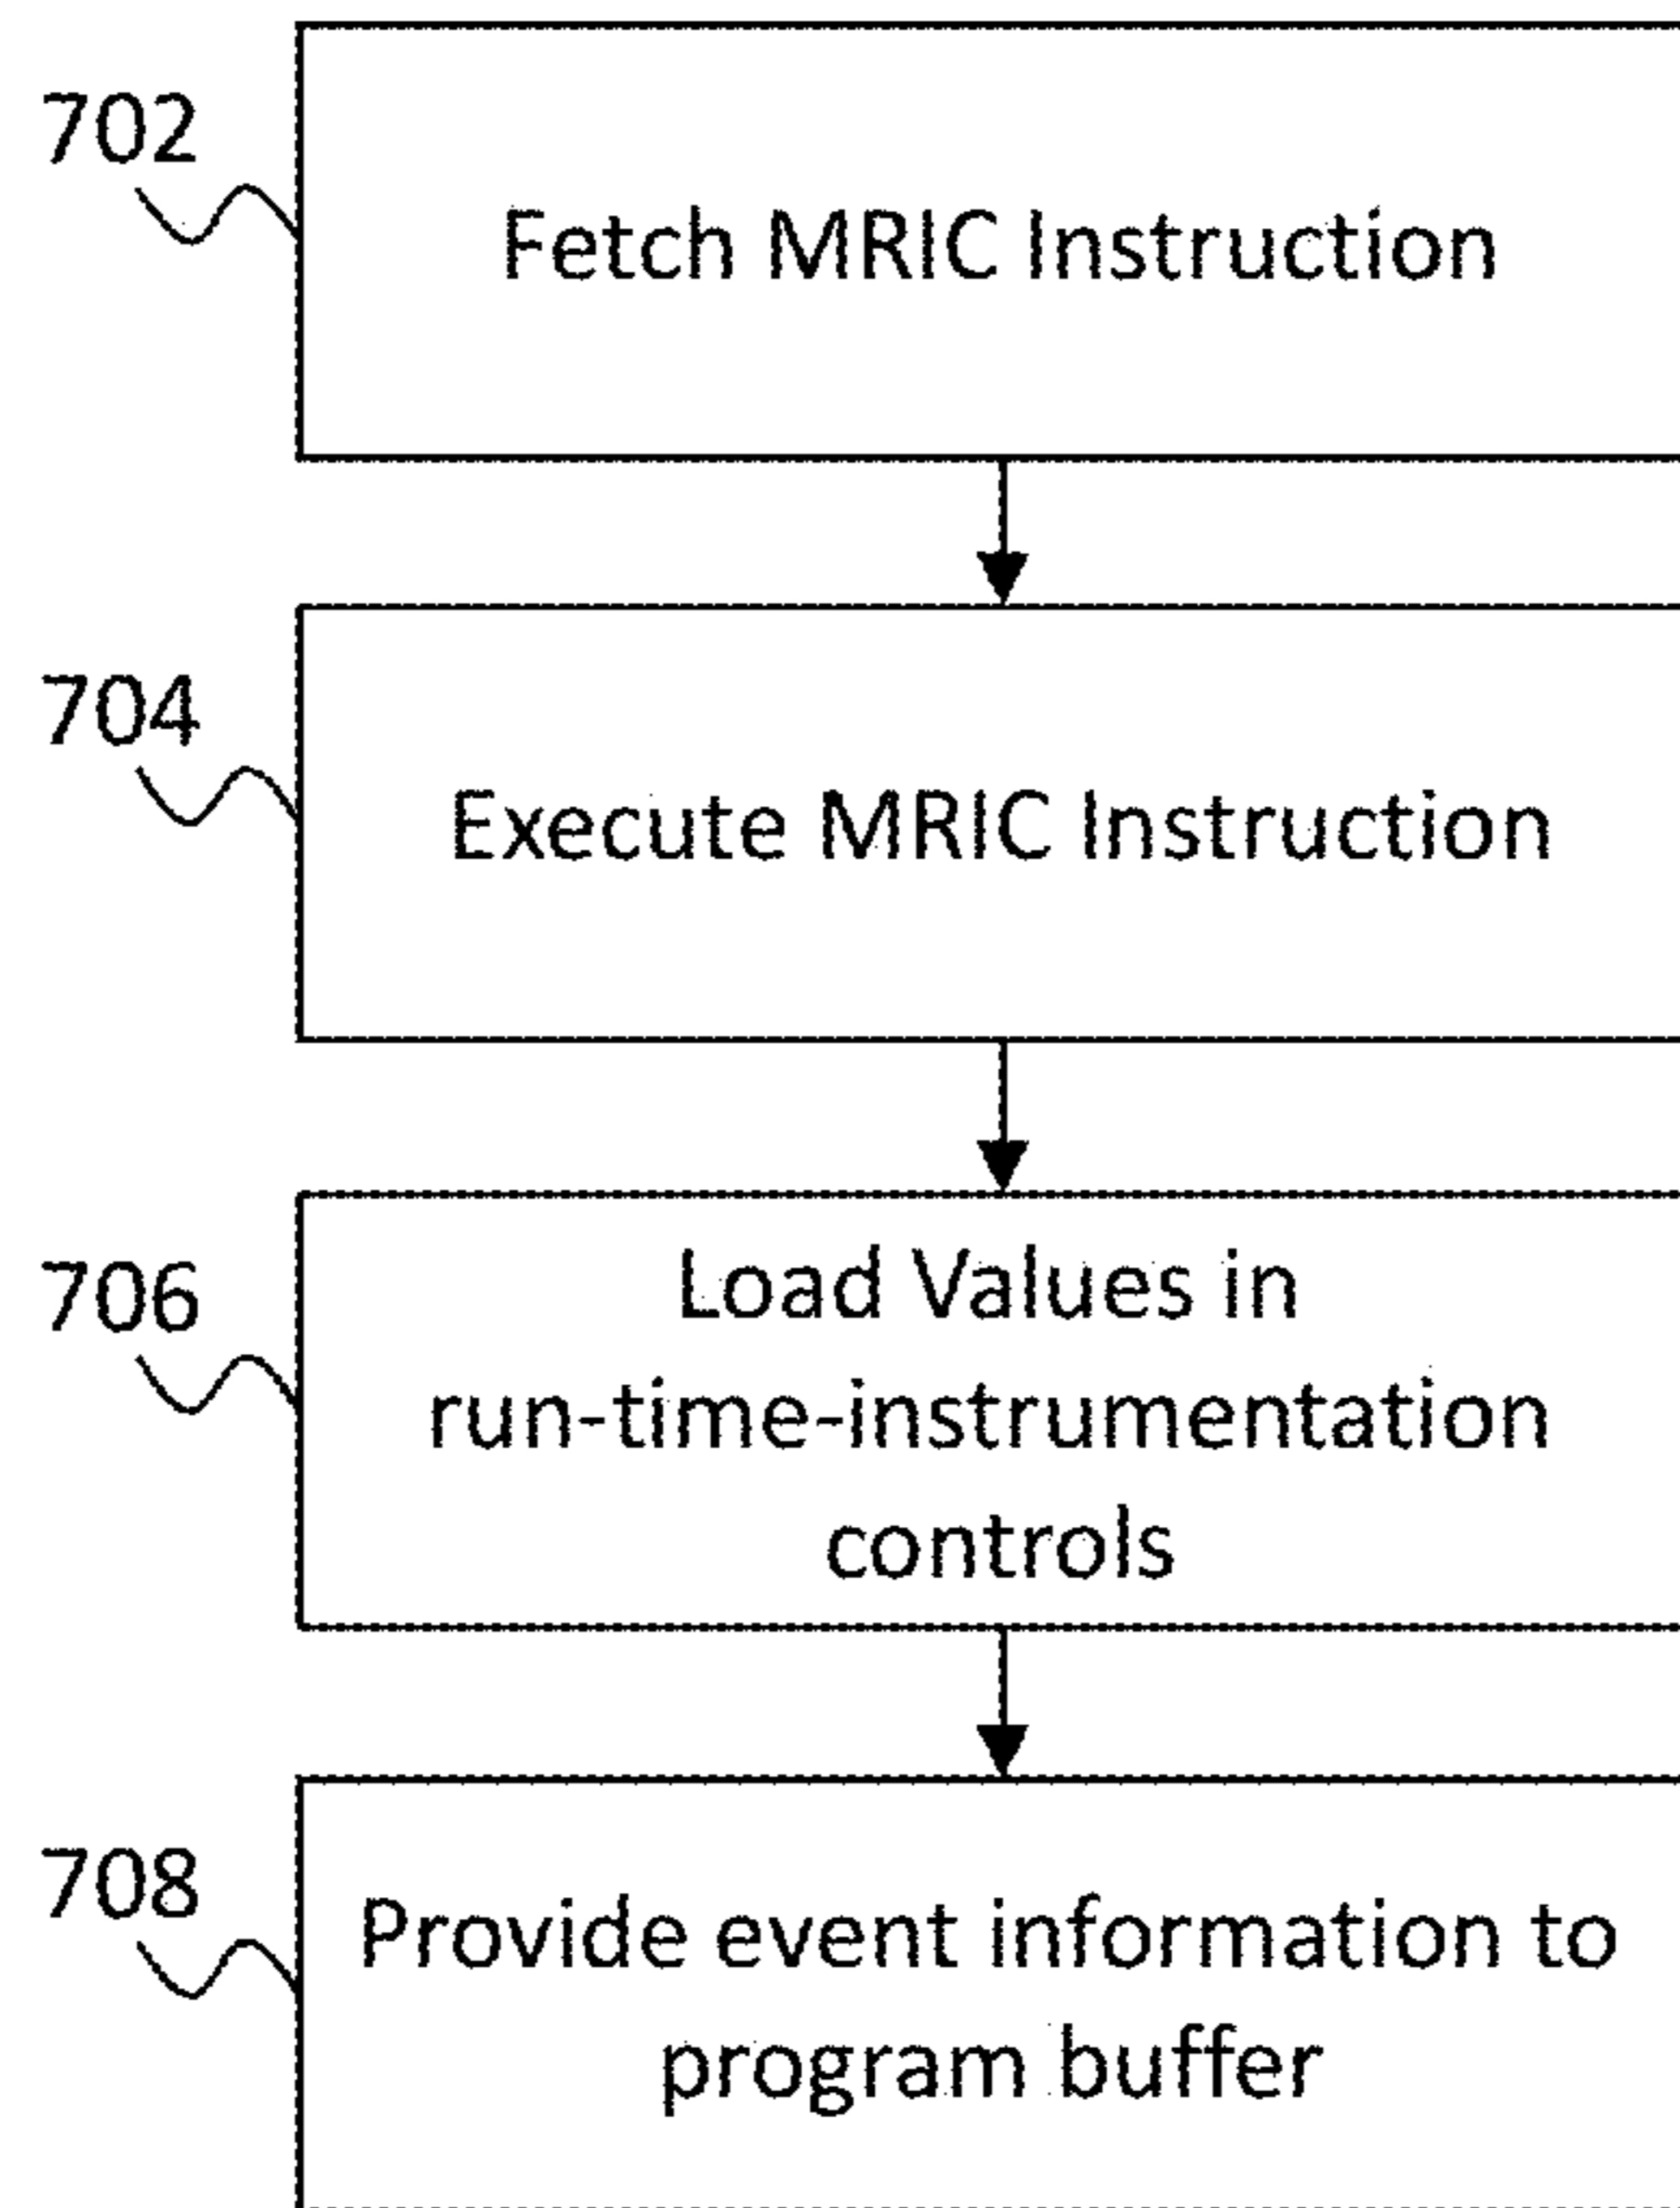 702
Fetch MRIC Instruction
704
Execute MRIC Instruction
706
Load Values in
run-time-instrumentation
controls
708
Provide event information to
program buffer